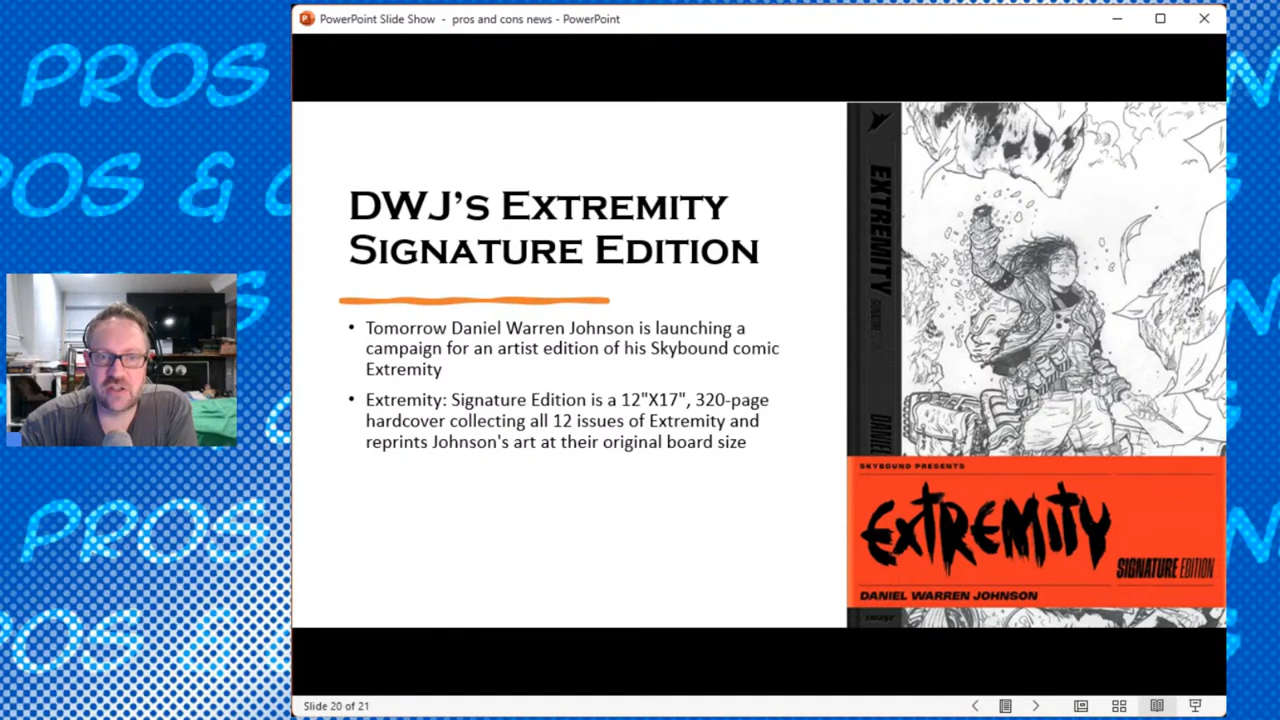 PowerPoint Slide Show - pros and cons news - PowerPoint
PROS
OS & C
PROS
DWJ's Extremity
Signature Edition
• Tomorrow Daniel Warren Johnson is launching a
campaign for an artist edition of his Skybound comic
Extremity
• Extremity: Signature Edition is a 12"X17", 320-page
hardcover collecting all 12 issues of Extremity and
reprints Johnson's art at their original board size
EXTREMITY
DANIEL
SKYBOUND PRESENTS
EXTREMITY
SIGNATURE EDITION
DANIEL WARREN JOHNSON
image
Slide 20 of 21